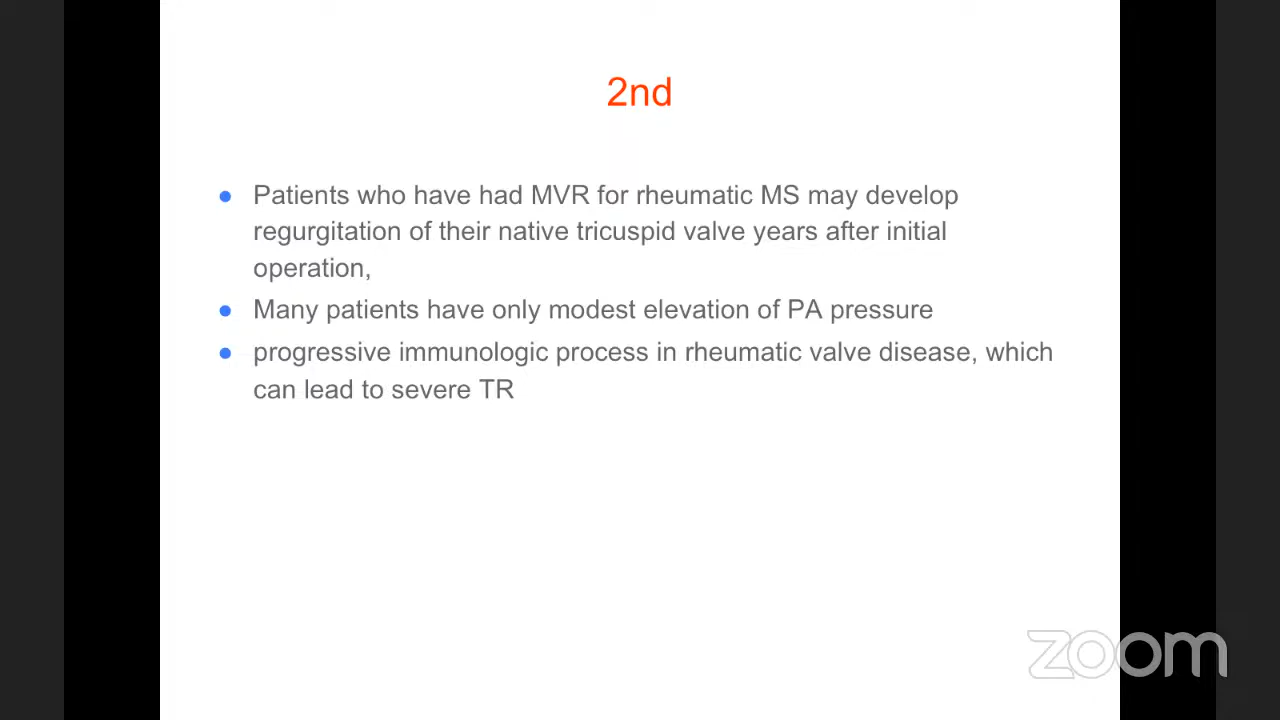 2nd
● Patients who have had MVR for rheumatic MS may develop
regurgitation of their native tricuspid valve years after initial
operation,
● Many patients have only modest elevation of PA pressure
● progressive immunologic process in rheumatic valve disease, which
can lead to severe TR
zoom